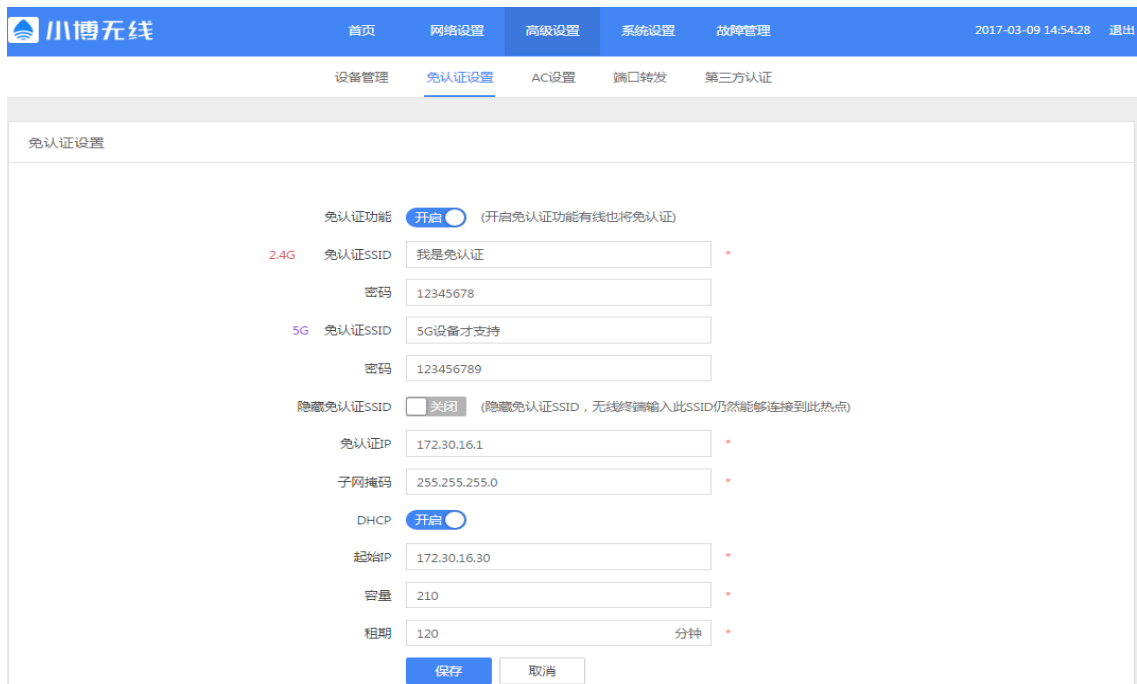 小博无线 首页 网络设置 高级设置 系统设置 故障管理 2017-03-09 14:54:28 退出
设备管理 免认证设置 AC设置 端口转发 第三方认证
免认证设置
免认证功能 开启 (开启免认证功能有线也将免认证)
2.4G 免认证SSID 我是免认证 *
密码 12345678
5G 免认证SSID 5G设备才支持
密码 123456789
隐藏免认证SSID 关闭 (隐藏免认证SSID，无线终端输入此SSID仍然能够连接到此热点)
免认证IP 172.30.16.1 *
子网掩码 255.255.255.0 *
DHCP 开启
起始IP 172.30.16.30 *
容量 210 *
租期 120 分钟 *
保存 取消